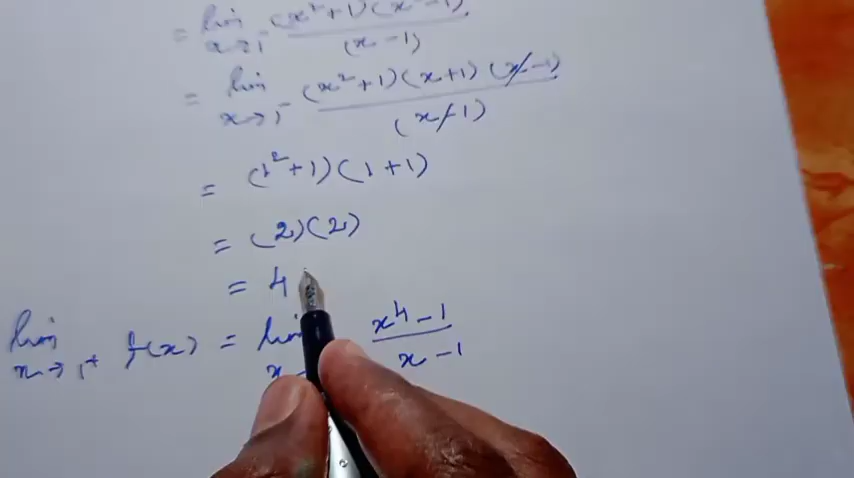 = lim x→1⁻ (x²+1)(x²-1) / (x-1)
= lim x→1⁻ (x²+1)(x+1)(x-1) / (x-1)
= (1²+1)(1+1)
= (2)(2)
= 4
lim x→1⁺ f(x) = lim x x⁴-1 / x-1